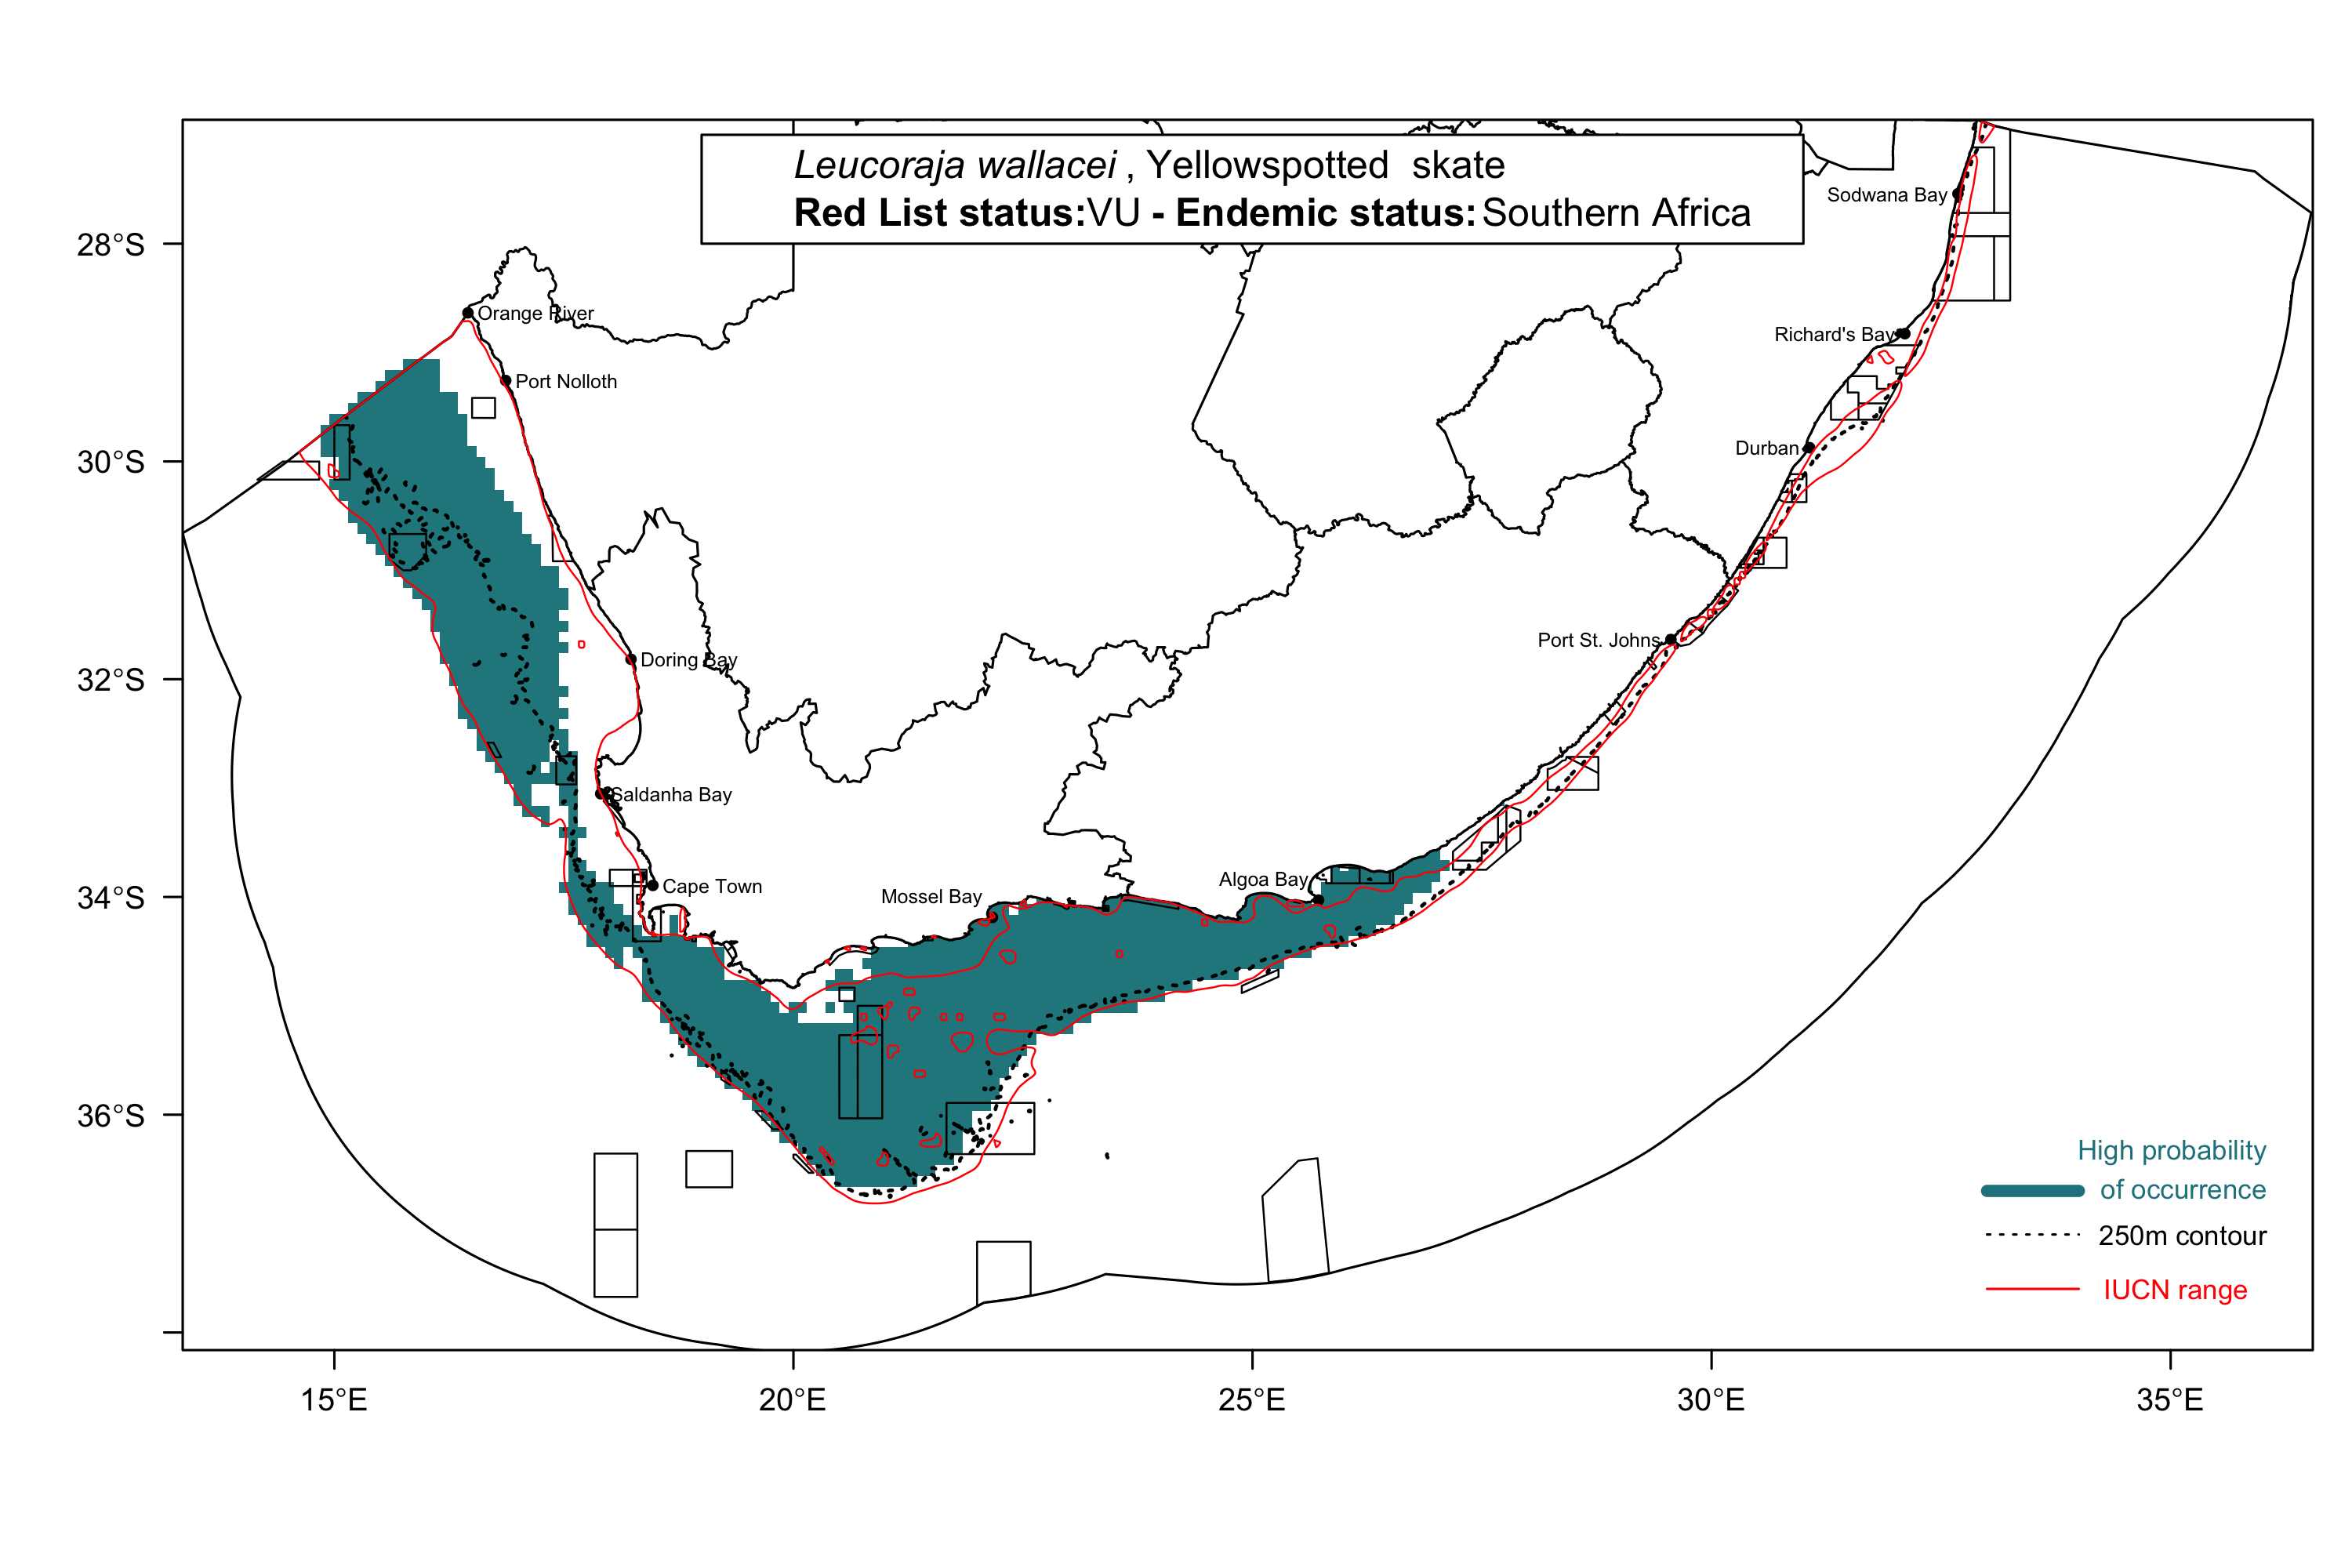 Leucoraja wallacei , Yellowspotted skate
Red List status:VU - Endemic status: Southern Africa
28°S
30°S
32°S
34°S
36°S
Sodwana Bay
Orange River
Richard's Bay
Port Nolloth
Durban
Port St. Johns
Doring Bay
Saldanha Bay
Cape Town
Algoa Bay
Mossel Bay
High probability
of occurrence
250m contour
IUCN range
15°E
20°E
25°E
30°E
35°E